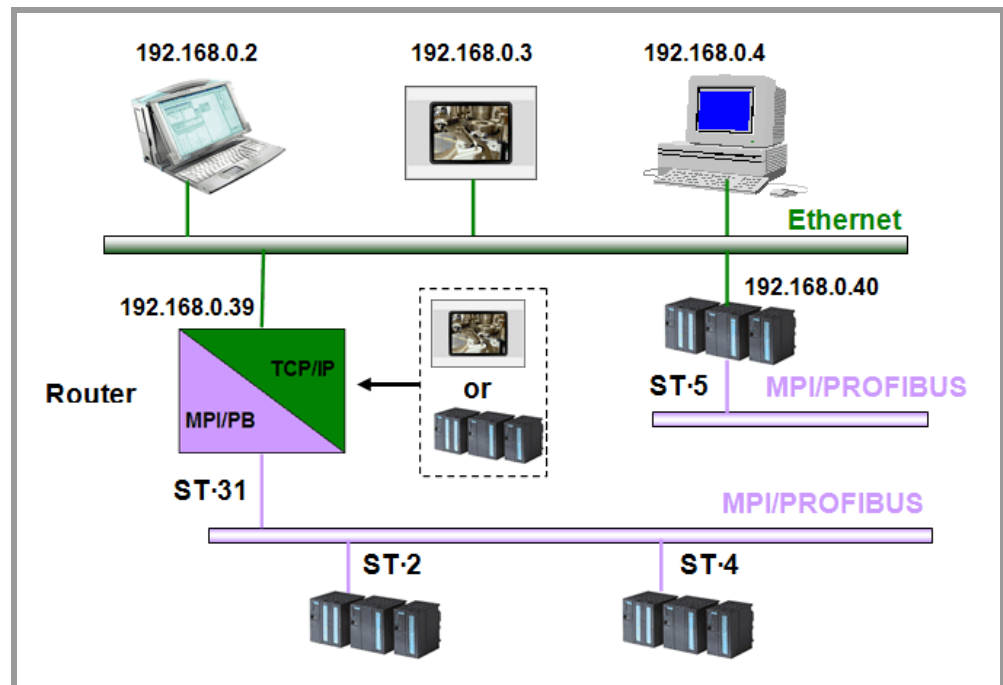 192.168.0.2
192.168.0.3
192.168.0.4
Ethernet
192.168.0.39
192.168.0.40
Router
TCP/IP
MPI/PB
or
ST·5
MPI/PROFIBUS
ST·31
MPI/PROFIBUS
ST·2
ST·4